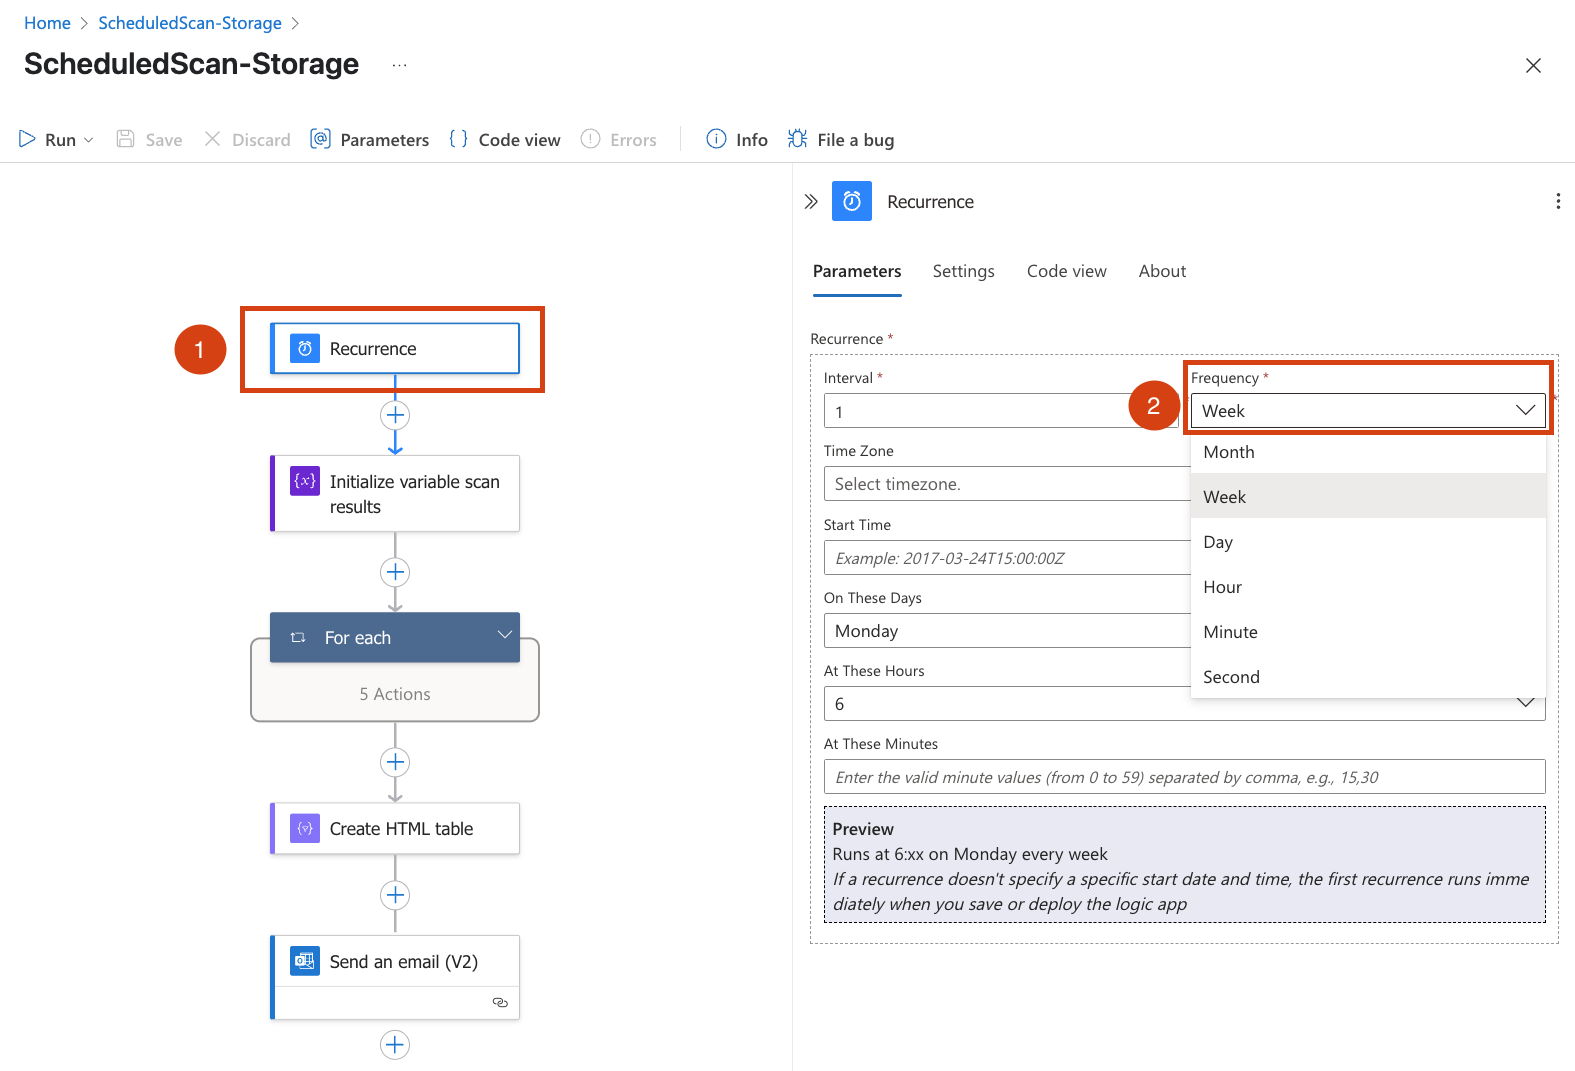 Home > ScheduledScan-Storage >
ScheduledScan-Storage ...
Run Save Discard Parameters Code view Errors Info File a bug
1
Recurrence
Initialize variable scan
results
For each
5 Actions
Create HTML table
Send an email (V2)
Recurrence
Parameters Settings Code view About
Recurrence *
Interval *
1
2
Frequency *
Week
Month
Week
Day
Hour
Minute
Second
Time Zone
Select timezone.
Start Time
Example: 2017-03-24T15:00:00Z
On These Days
Monday
At These Hours
6
At These Minutes
Enter the valid minute values (from 0 to 59) separated by comma, e.g., 15,30
Preview
Runs at 6:xx on Monday every week
If a recurrence doesn't specify a specific start date and time, the first recurrence runs imme
diately when you save or deploy the logic app